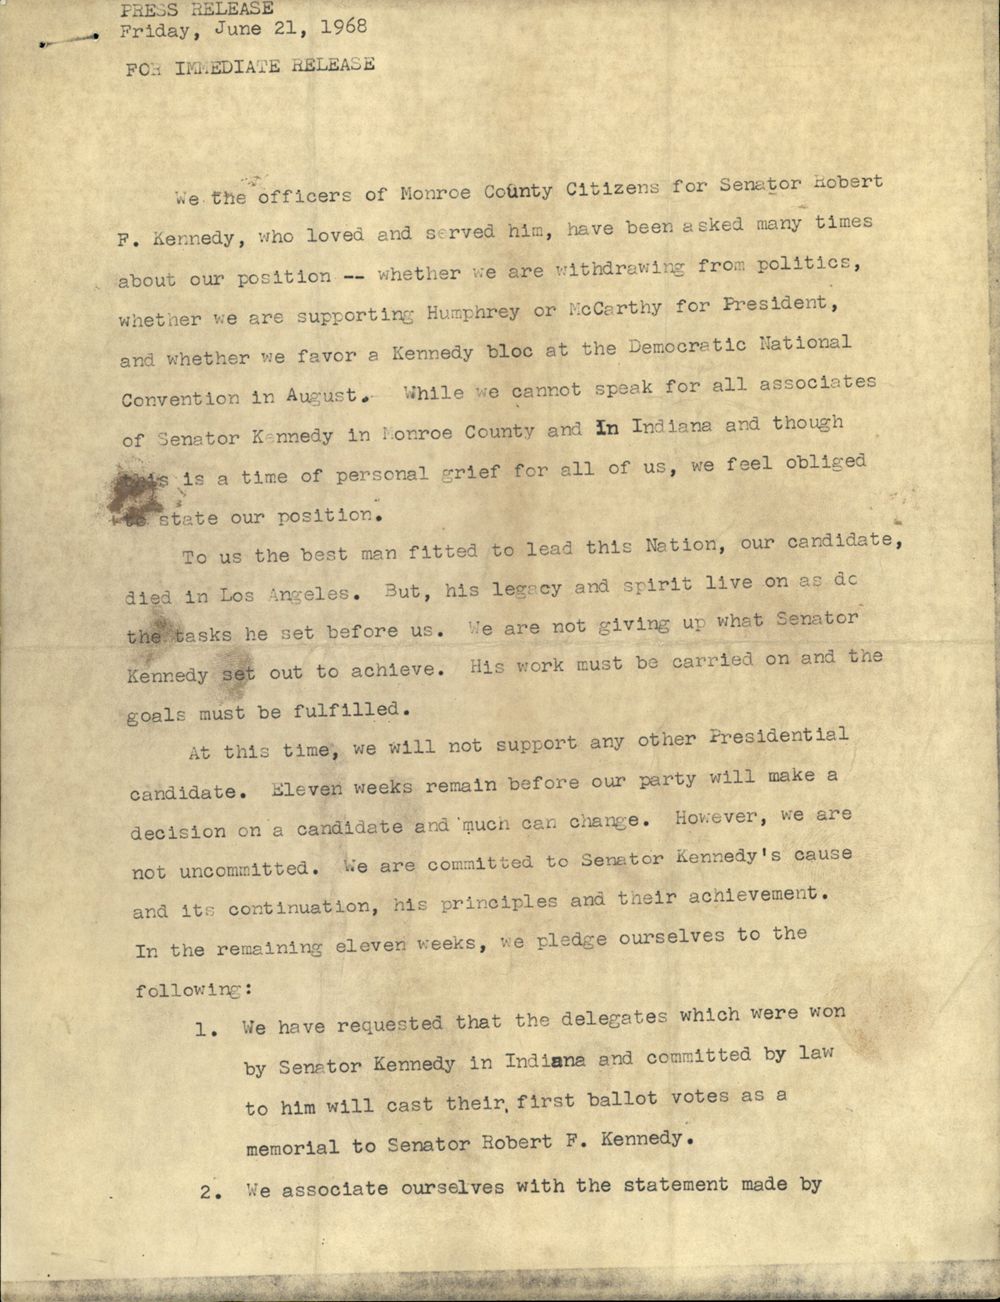 PRESS RELEASE
Friday, June 21, 1968
FOR IMMEDIATE RELEASE
We the officers of Monroe County Citizens for Senator Robert
F. Kennedy, who loved and served him, have been asked many times
about our position -- whether we are withdrawing from politics,
whether we are supporting Humphrey or McCarthy for President,
and whether we favor a Kennedy bloc at the Democratic National
Convention in August. While we cannot speak for all associates
of Senator Kennedy in Monroe County and In Indiana and though
this is a time of personal grief for all of us, we feel obliged
to state our position.
To us the best man fitted to lead this Nation, our candidate,
died in Los Angeles. But, his legacy and spirit live on as do
the tasks he set before us. We are not giving up what Senator
Kennedy set out to achieve. His work must be carried on and the
goals must be fulfilled.
At this time, we will not support any other Presidential
candidate. Eleven weeks remain before our party will make a
decision on a candidate and much can change. However, we are
not uncommitted. We are committed to Senator Kennedy's cause
and its continuation, his principles and their achievement.
In the remaining eleven weeks, we pledge ourselves to the
following:
1. We have requested that the delegates which were won
by Senator Kennedy in Indiana and committed by law
to him will cast their first ballot votes as a
memorial to Senator Robert F. Kennedy.
2. We associate ourselves with the statement made by